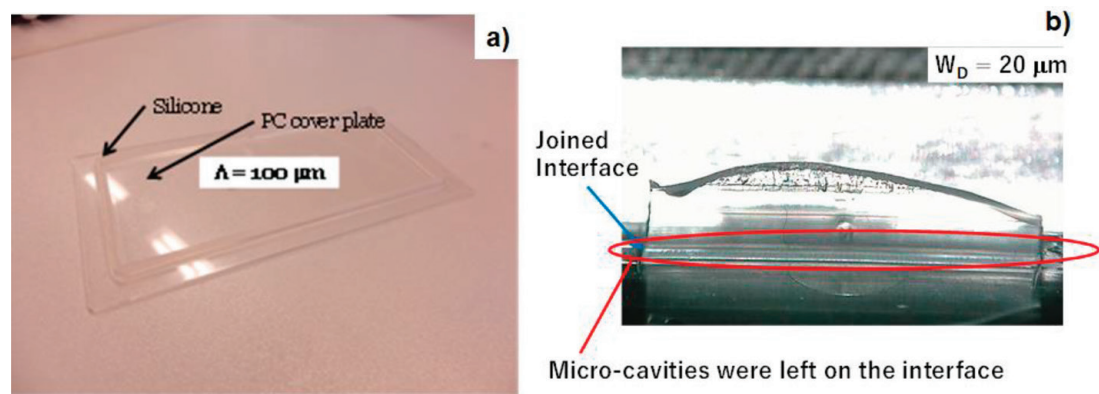 a)
Silicone
PC cover plate
Λ = 100 μm
b)
W_D = 20 μm
Joined
Interface
Micro-cavities were left on the interface